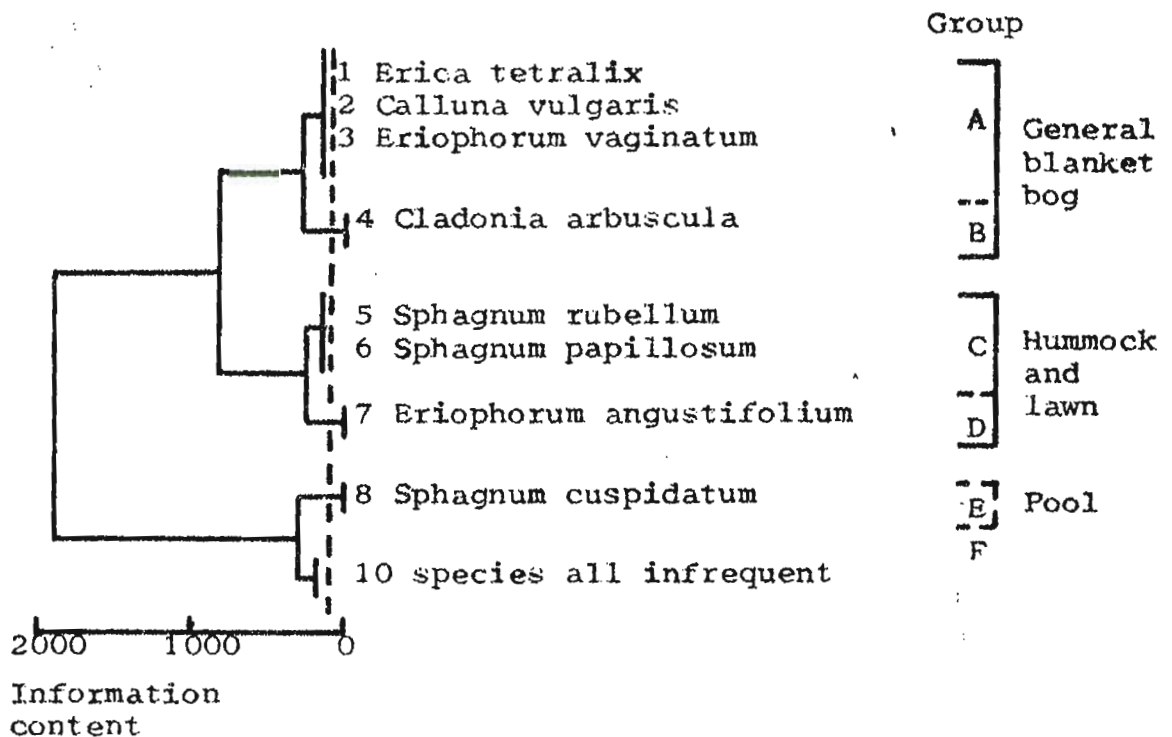 Group
1 Erica tetralix
2 Calluna vulgaris
3 Eriophorum vaginatum
4 Cladonia arbuscula
A
B
General
blanket
bog
5 Sphagnum rubellum
6 Sphagnum papillosum
7 Eriophorum angustifolium
C
D
Hummock
and
lawn
8 Sphagnum cuspidatum
E
Pool
F
10 species all infrequent
2000 1000 0
Information
content